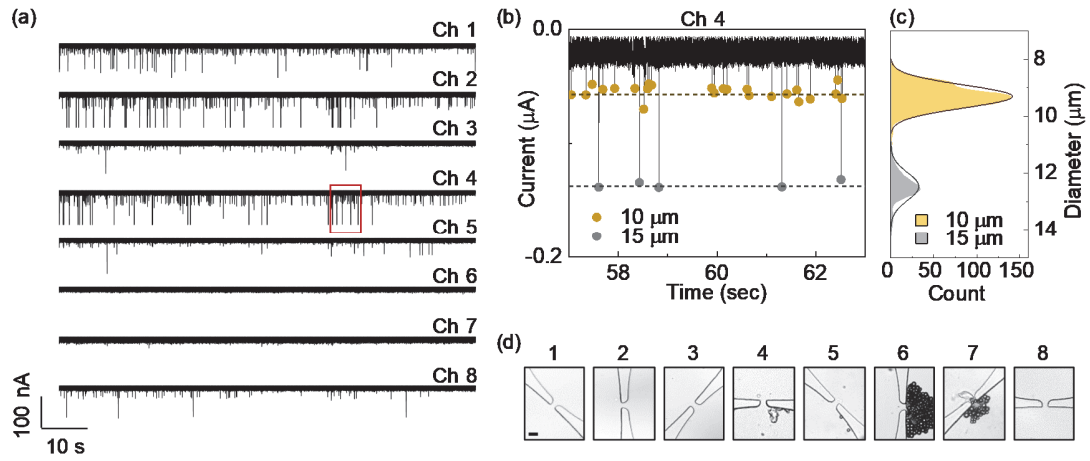 (a)
Ch 1
Ch 2
Ch 3
Ch 4
Ch 5
Ch 6
Ch 7
Ch 8
100 nA
10 s
(b)
Ch 4
0.0
-0.2
Current (μA)
10 μm
15 μm
58
60
62
Time (sec)
(c)
8
9
10
12
13
14
Diameter (μm)
10 μm
15 μm
0
50
100
150
Count
(d)
1
2
3
4
5
6
7
8